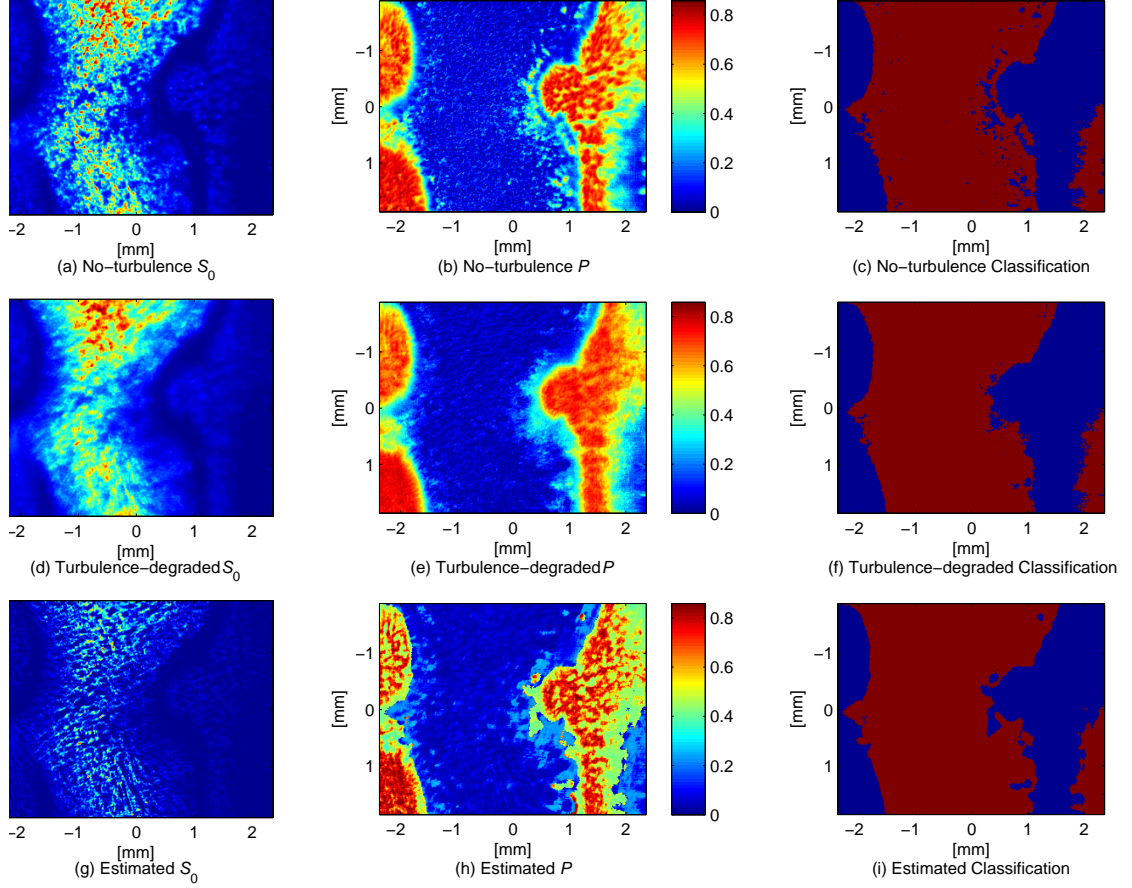 −1
0
1
[mm]
−2 −1 0 1 2
[mm]
(a) No−turbulence S0
−2 −1 0 1 2
[mm]
(b) No−turbulence P
0.8
0.6
0.4
0.2
0
−1
0
1
[mm]
−2 −1 0 1 2
[mm]
(c) No−turbulence Classification
−2 −1 0 1 2
[mm]
(d) Turbulence−degraded S0
−1
0
1
[mm]
−2 −1 0 1 2
[mm]
(e) Turbulence−degraded P
0.8
0.6
0.4
0.2
0
−1
0
1
[mm]
−2 −1 0 1 2
[mm]
(f) Turbulence−degraded Classification
−2 −1 0 1 2
[mm]
(g) Estimated S0
−1
0
1
[mm]
−2 −1 0 1 2
[mm]
(h) Estimated P
0.8
0.6
0.4
0.2
0
−1
0
1
[mm]
−2 −1 0 1 2
[mm]
(i) Estimated Classification